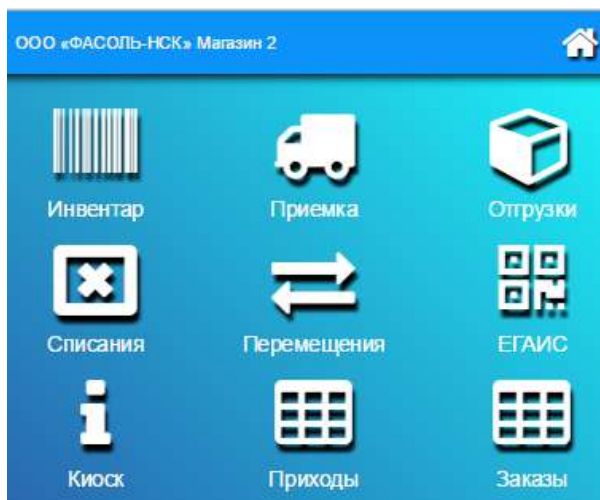 ООО «ФАСОЛЬ-НСК» Магазин 2
Инвентар
Приемка
Отгрузки
Списания
Перемещения
ЕГАИС
Киоск
Приходы
Заказы